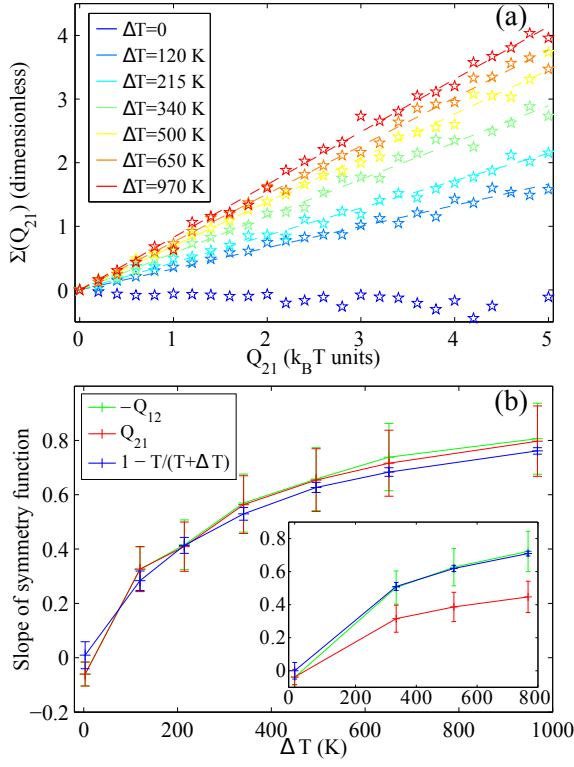 (a)
4
3
2
1
0
ΔT=0
ΔT=120 K
ΔT=215 K
ΔT=340 K
ΔT=500 K
ΔT=650 K
ΔT=970 K
Σ(Q21) (dimensionless)
0 1 2 3 4 5
Q21 (kBT units)
(b)
−Q12
Q21
1 − T/(T+Δ T)
0.8
0.6
0.4
0.2
0
−0.2
Slope of symmetry function
0.8
0.6
0.4
0.2
0
0 200 400 600 800
0 200 400 600 800 1000
Δ T (K)